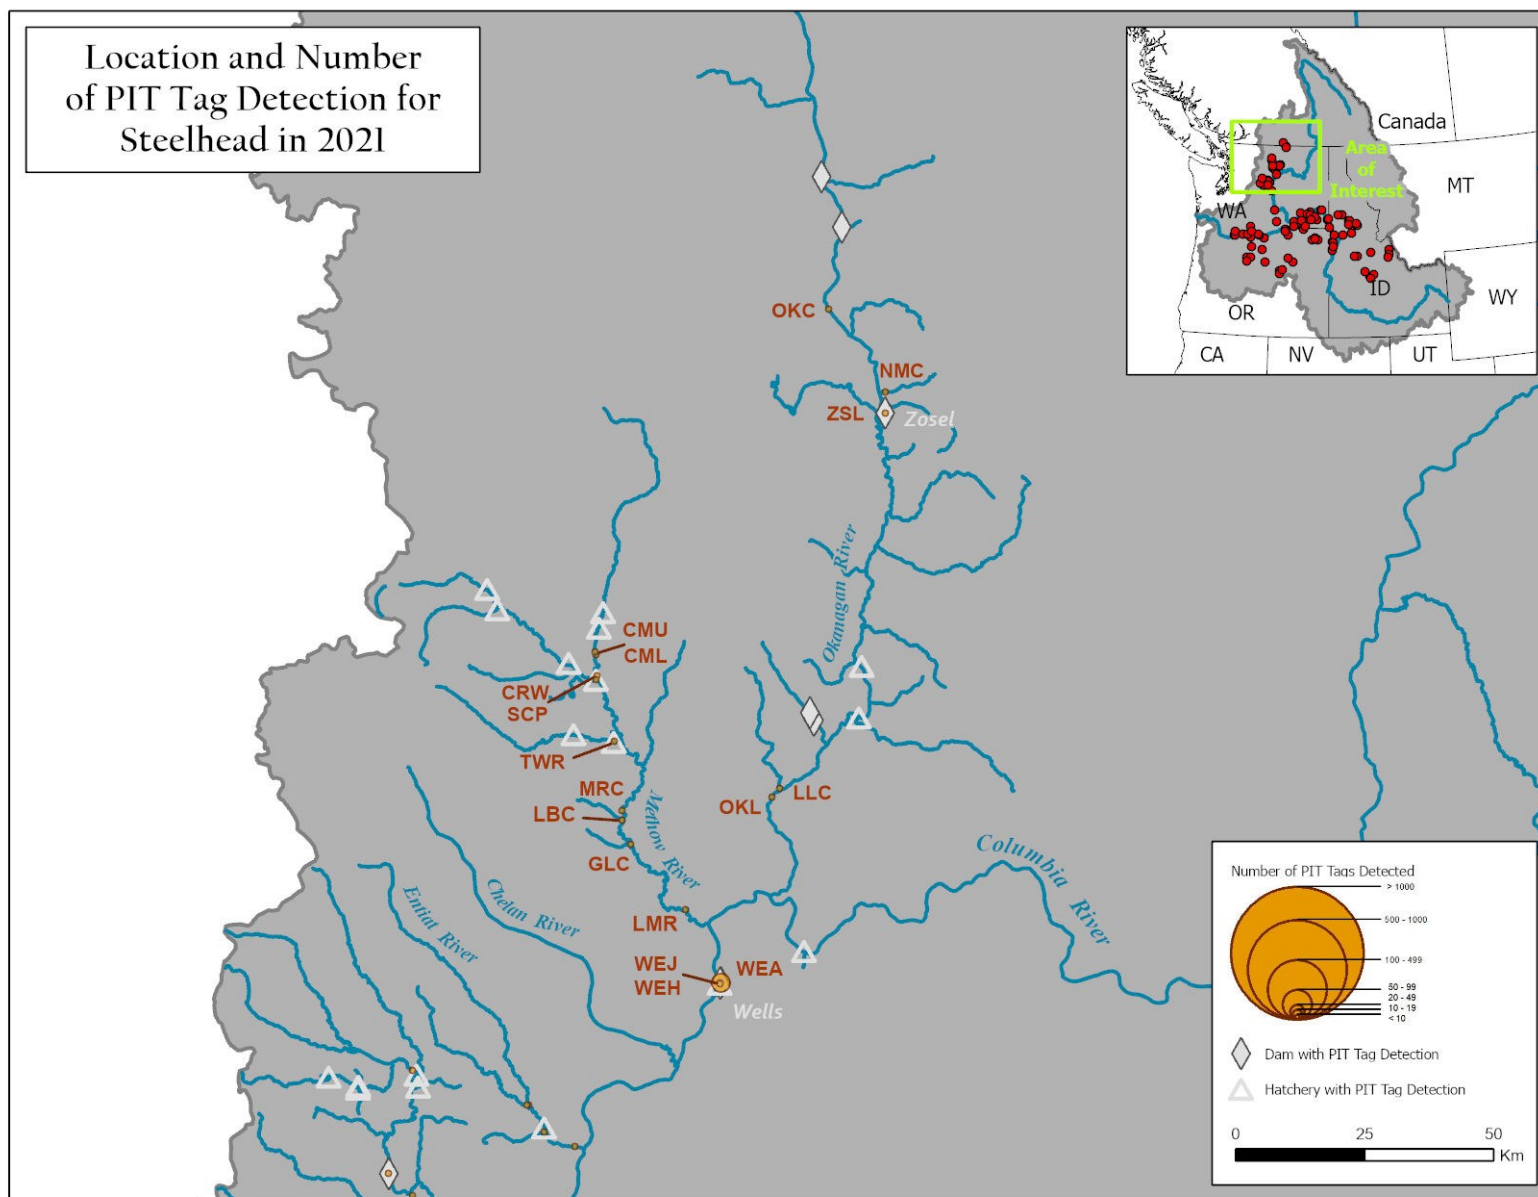 Location and Number
of PIT Tag Detection for
Steelhead in 2021
Canada
Area
of
Interest
MT
WA
ID
WY
OR
CA
NV
UT
OKC
NMC
ZSL
Zosel
Okanagan River
CMU
CML
CRW
SCP
TWR
MRC
LBC
GLC
Methow River
OKL
LLC
Columbia River
Chelan River
Entiat River
LMR
WEJ
WEH
WEA
Wells
Number of PIT Tags Detected
> 1000
500 - 1000
100 - 499
50 - 99
20 - 49
10 - 19
< 10
Dam with PIT Tag Detection
Hatchery with PIT Tag Detection
0 25 50
Km